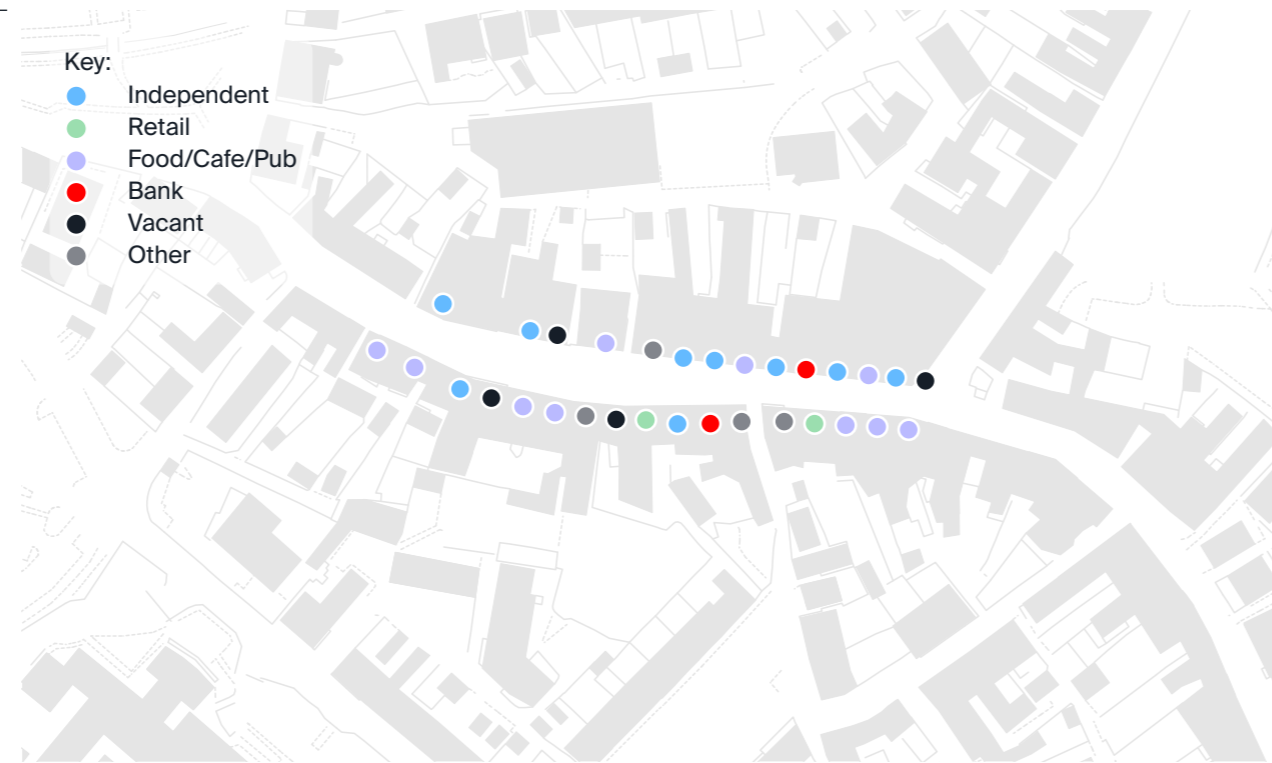 Key:
Independent
Retail
Food/Cafe/Pub
Bank
Vacant
Other